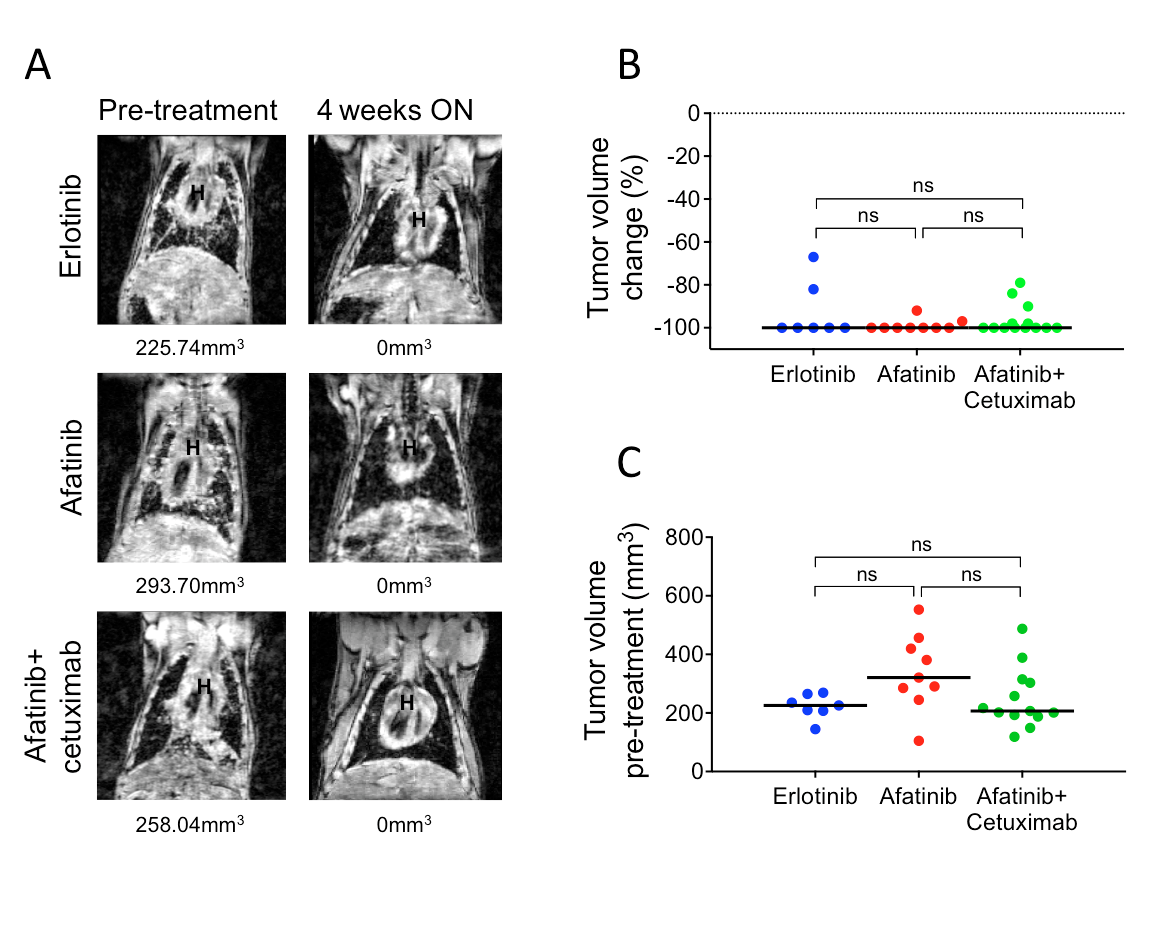 A
Pre-treatment
4 weeks ON
Erlotinib
H
H
225.74mm³
0mm³
Afatinib
H
H
293.70mm³
0mm³
Afatinib+
cetuximab
H
H
258.04mm³
0mm³
B
Tumor volume
change (%)
0
-20
-40
-60
-80
-100
ns
ns
ns
Erlotinib
Afatinib
Afatinib+
Cetuximab
C
Tumor volume
pre-treatment (mm³)
800
600
400
200
0
ns
ns
ns
Erlotinib
Afatinib
Afatinib+
Cetuximab